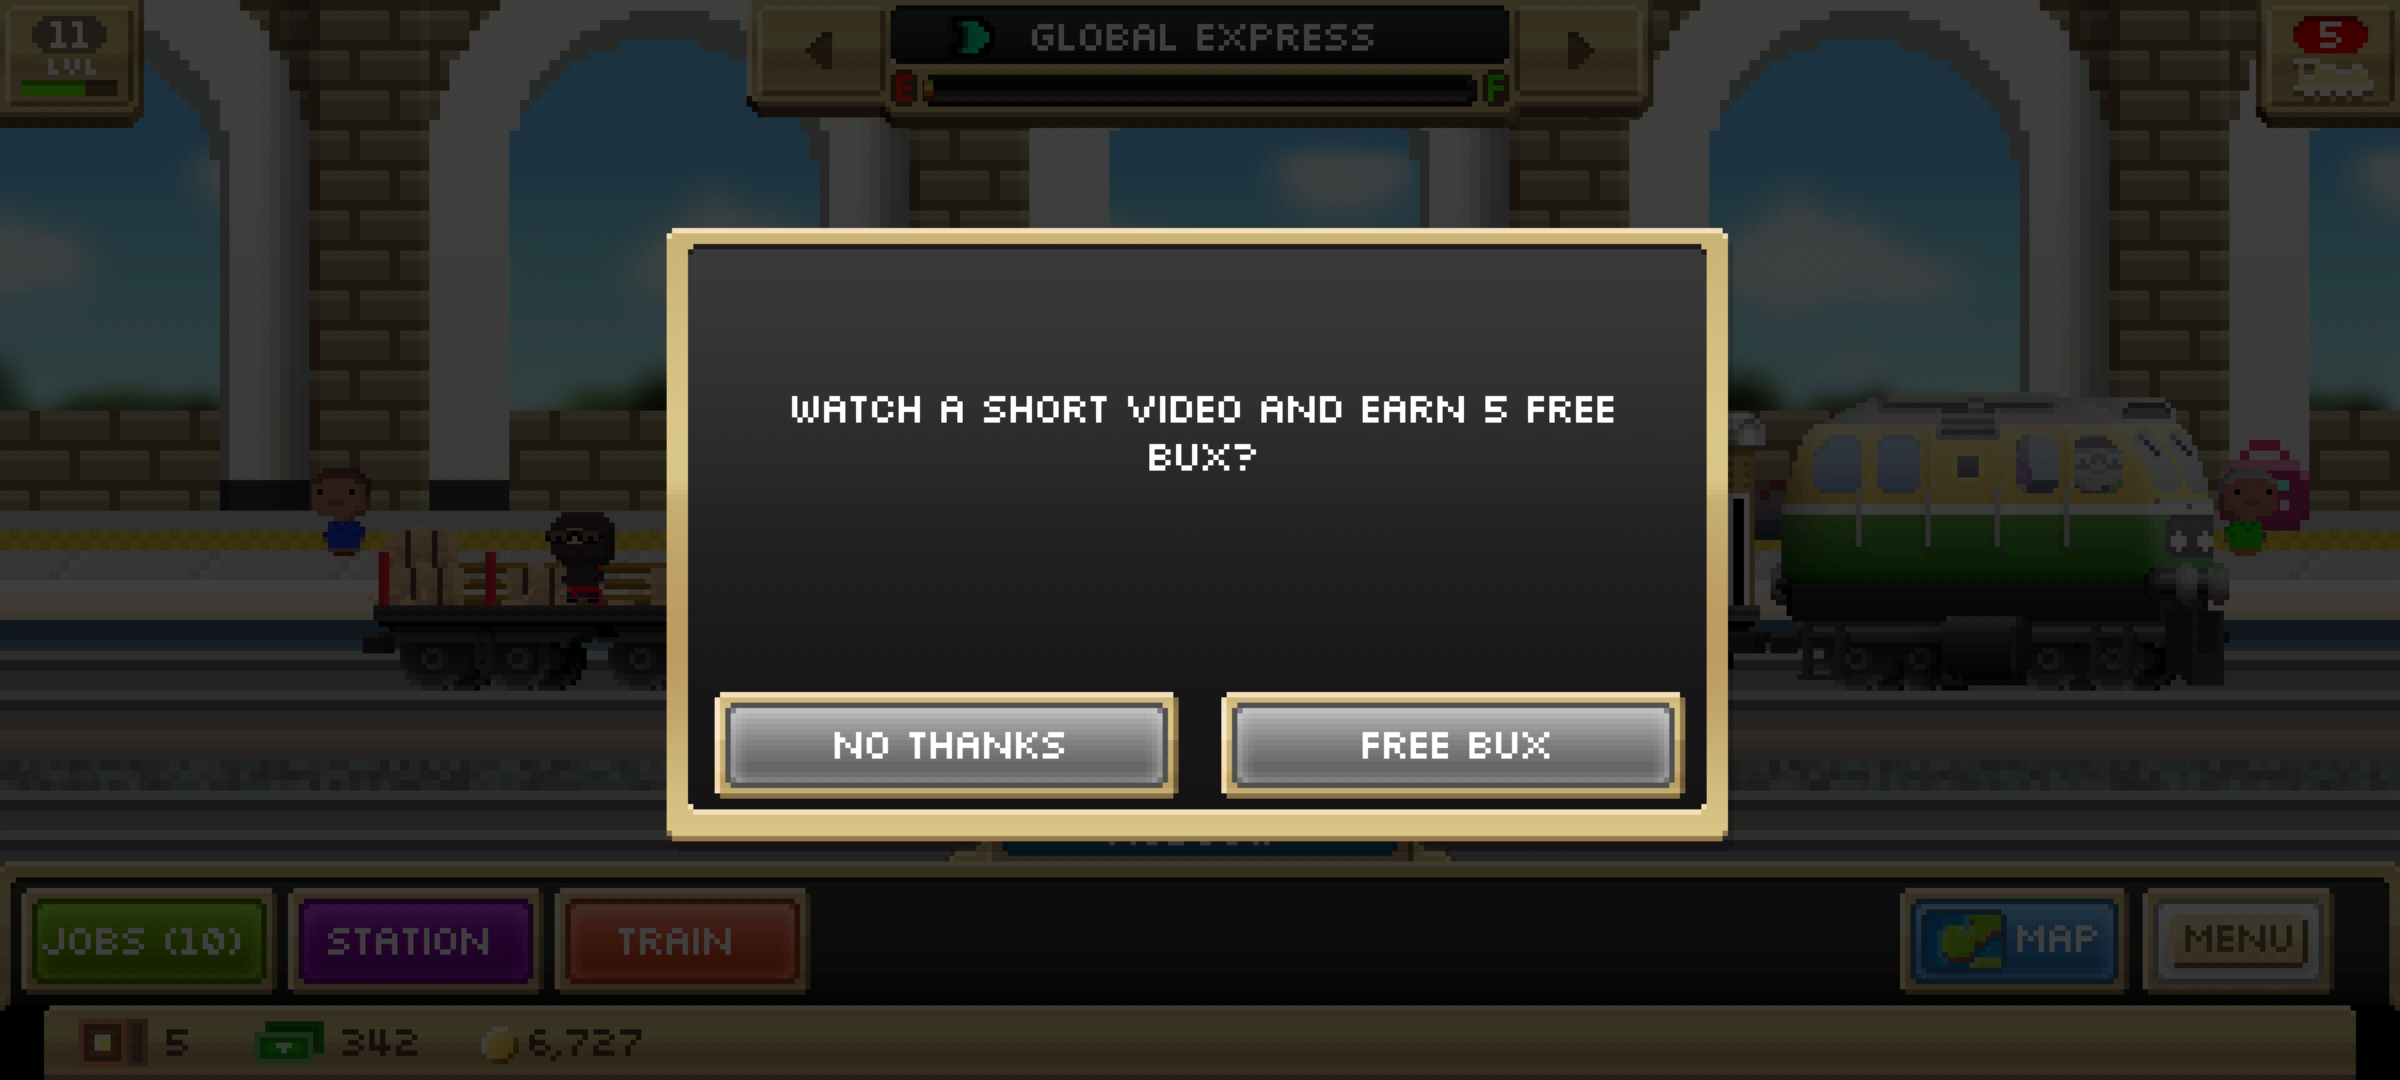 11
LVL
GLOBAL EXPRESS
E F
5
WATCH A SHORT VIDEO AND EARN 5 FREE
BUX?
NO THANKS
FREE BUX
JOBS (10)
STATION
TRAIN
MAP
MENU
5
342
6,727